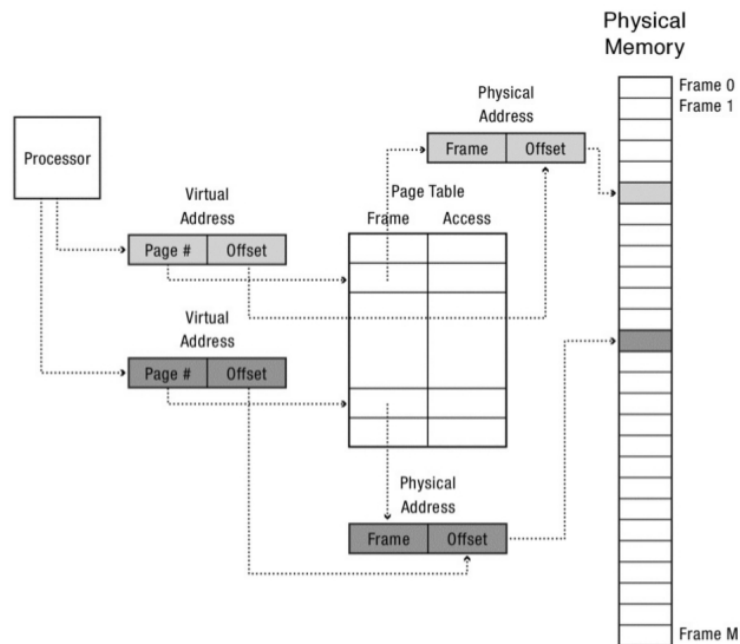 Physical
Memory
Frame 0
Frame 1
Physical
Address
Frame Offset
Processor
Page Table
Virtual
Address
Frame Access
Page # Offset
Virtual
Address
Page # Offset
Physical
Address
Frame Offset
Frame M